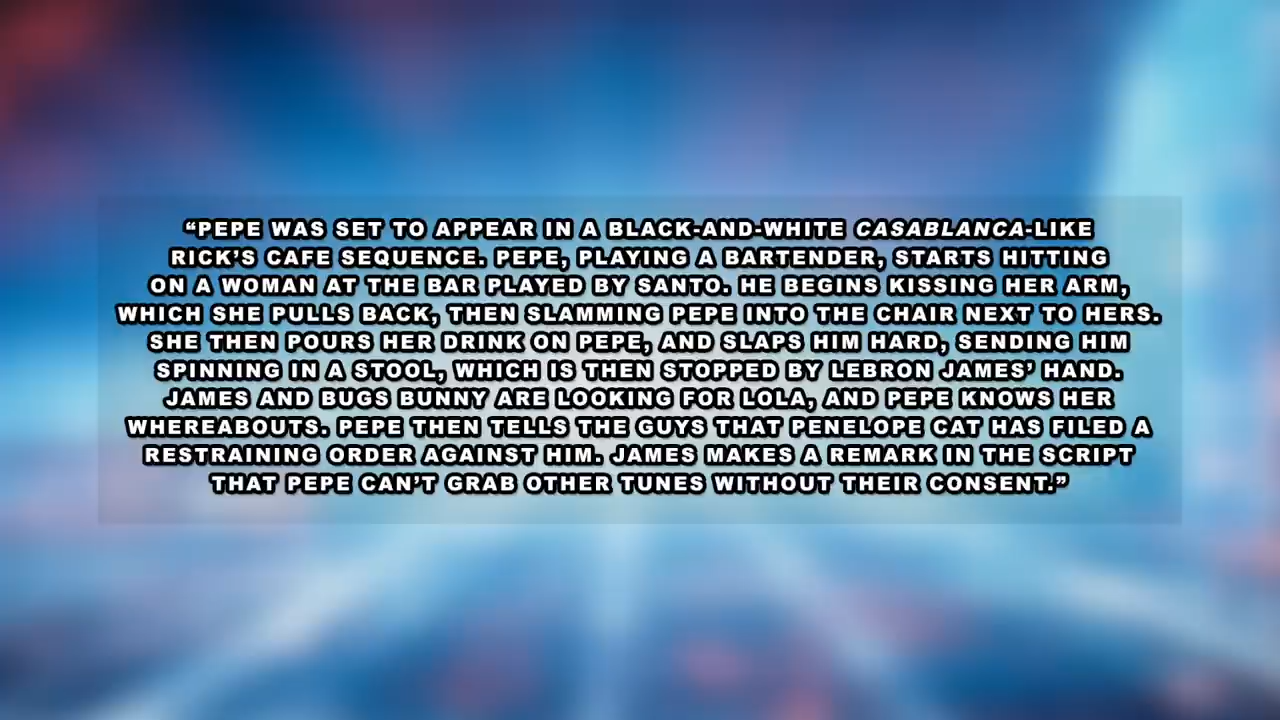 “PEPE WAS SET TO APPEAR IN A BLACK-AND-WHITE CASABLANCA-LIKE
RICK’S CAFE SEQUENCE. PEPE, PLAYING A BARTENDER, STARTS HITTING
ON A WOMAN AT THE BAR PLAYED BY SANTO. HE BEGINS KISSING HER ARM,
WHICH SHE PULLS BACK, THEN SLAMMING PEPE INTO THE CHAIR NEXT TO HERS.
SHE THEN POURS HER DRINK ON PEPE, AND SLAPS HIM HARD, SENDING HIM
SPINNING IN A STOOL, WHICH IS THEN STOPPED BY LEBRON JAMES’ HAND.
JAMES AND BUGS BUNNY ARE LOOKING FOR LOLA, AND PEPE KNOWS HER
WHEREABOUTS. PEPE THEN TELLS THE GUYS THAT PENELOPE CAT HAS FILED A
RESTRAINING ORDER AGAINST HIM. JAMES MAKES A REMARK IN THE SCRIPT
THAT PEPE CAN’T GRAB OTHER TUNES WITHOUT THEIR CONSENT.”